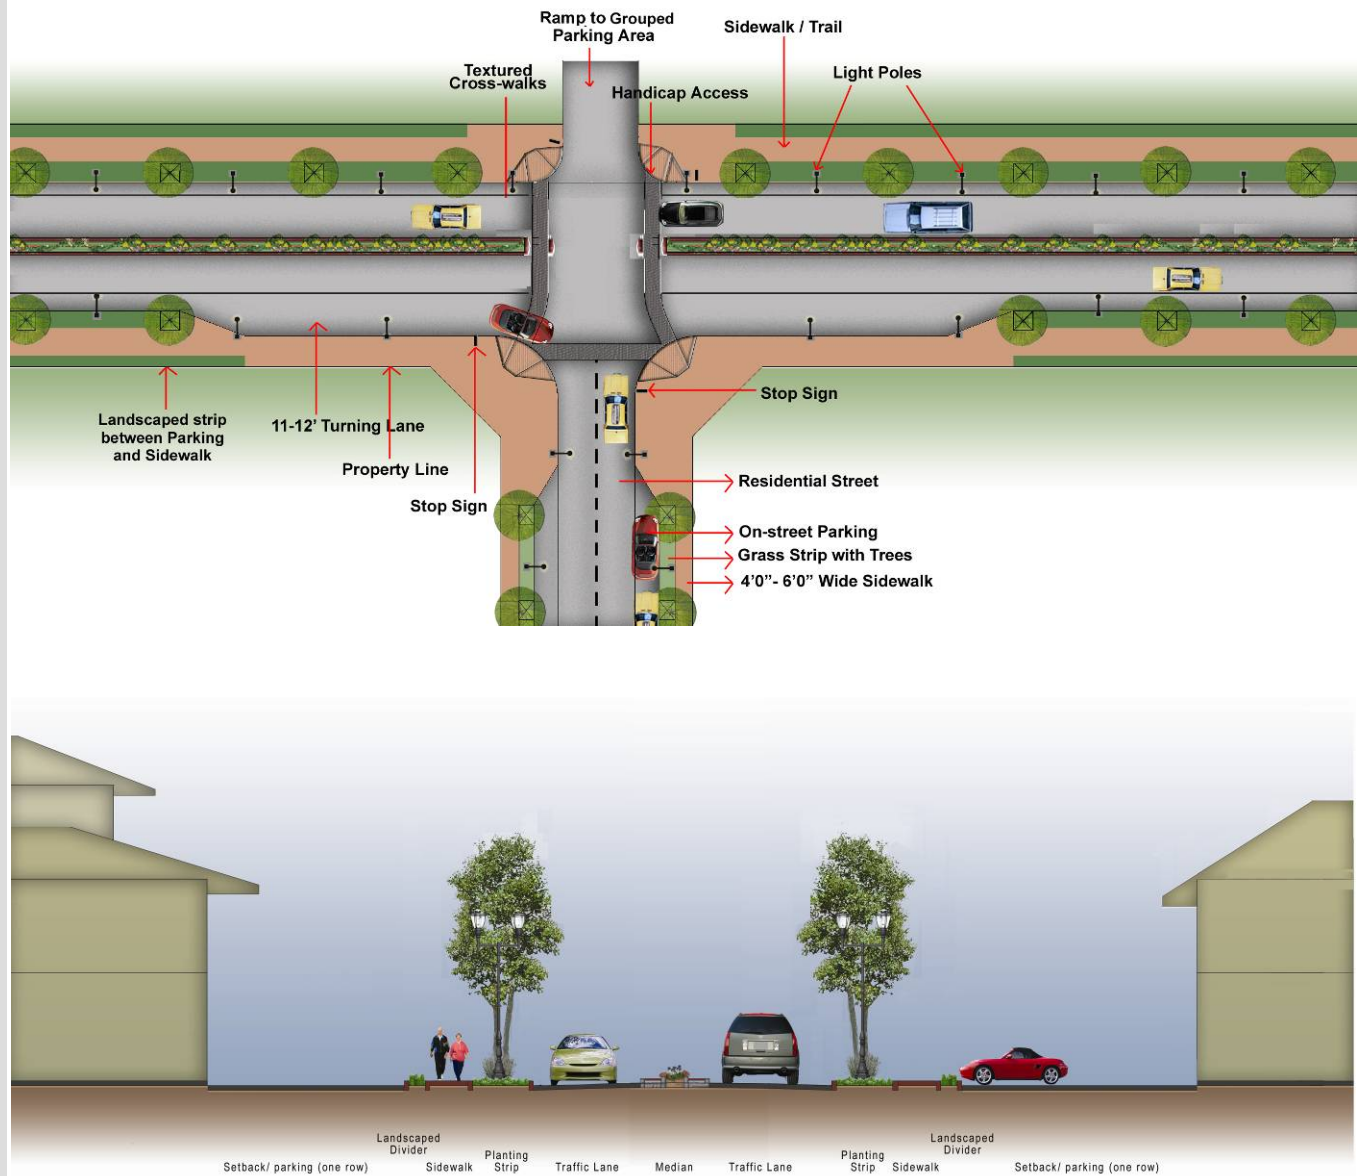 Ramp to Grouped
Parking Area
Sidewalk / Trail
Textured
Cross-walks
Handicap Access
Light Poles
Stop Sign
Landscaped strip
between Parking
and Sidewalk
11-12' Turning Lane
Property Line
Stop Sign
Residential Street
On-street Parking
Grass Strip with Trees
4'0”- 6'0” Wide Sidewalk
Landscaped
Divider
Landscaped
Divider
Setback/ parking (one row)
Sidewalk
Planting
Strip
Traffic Lane
Median
Traffic Lane
Planting
Strip
Sidewalk
Setback/ parking (one row)